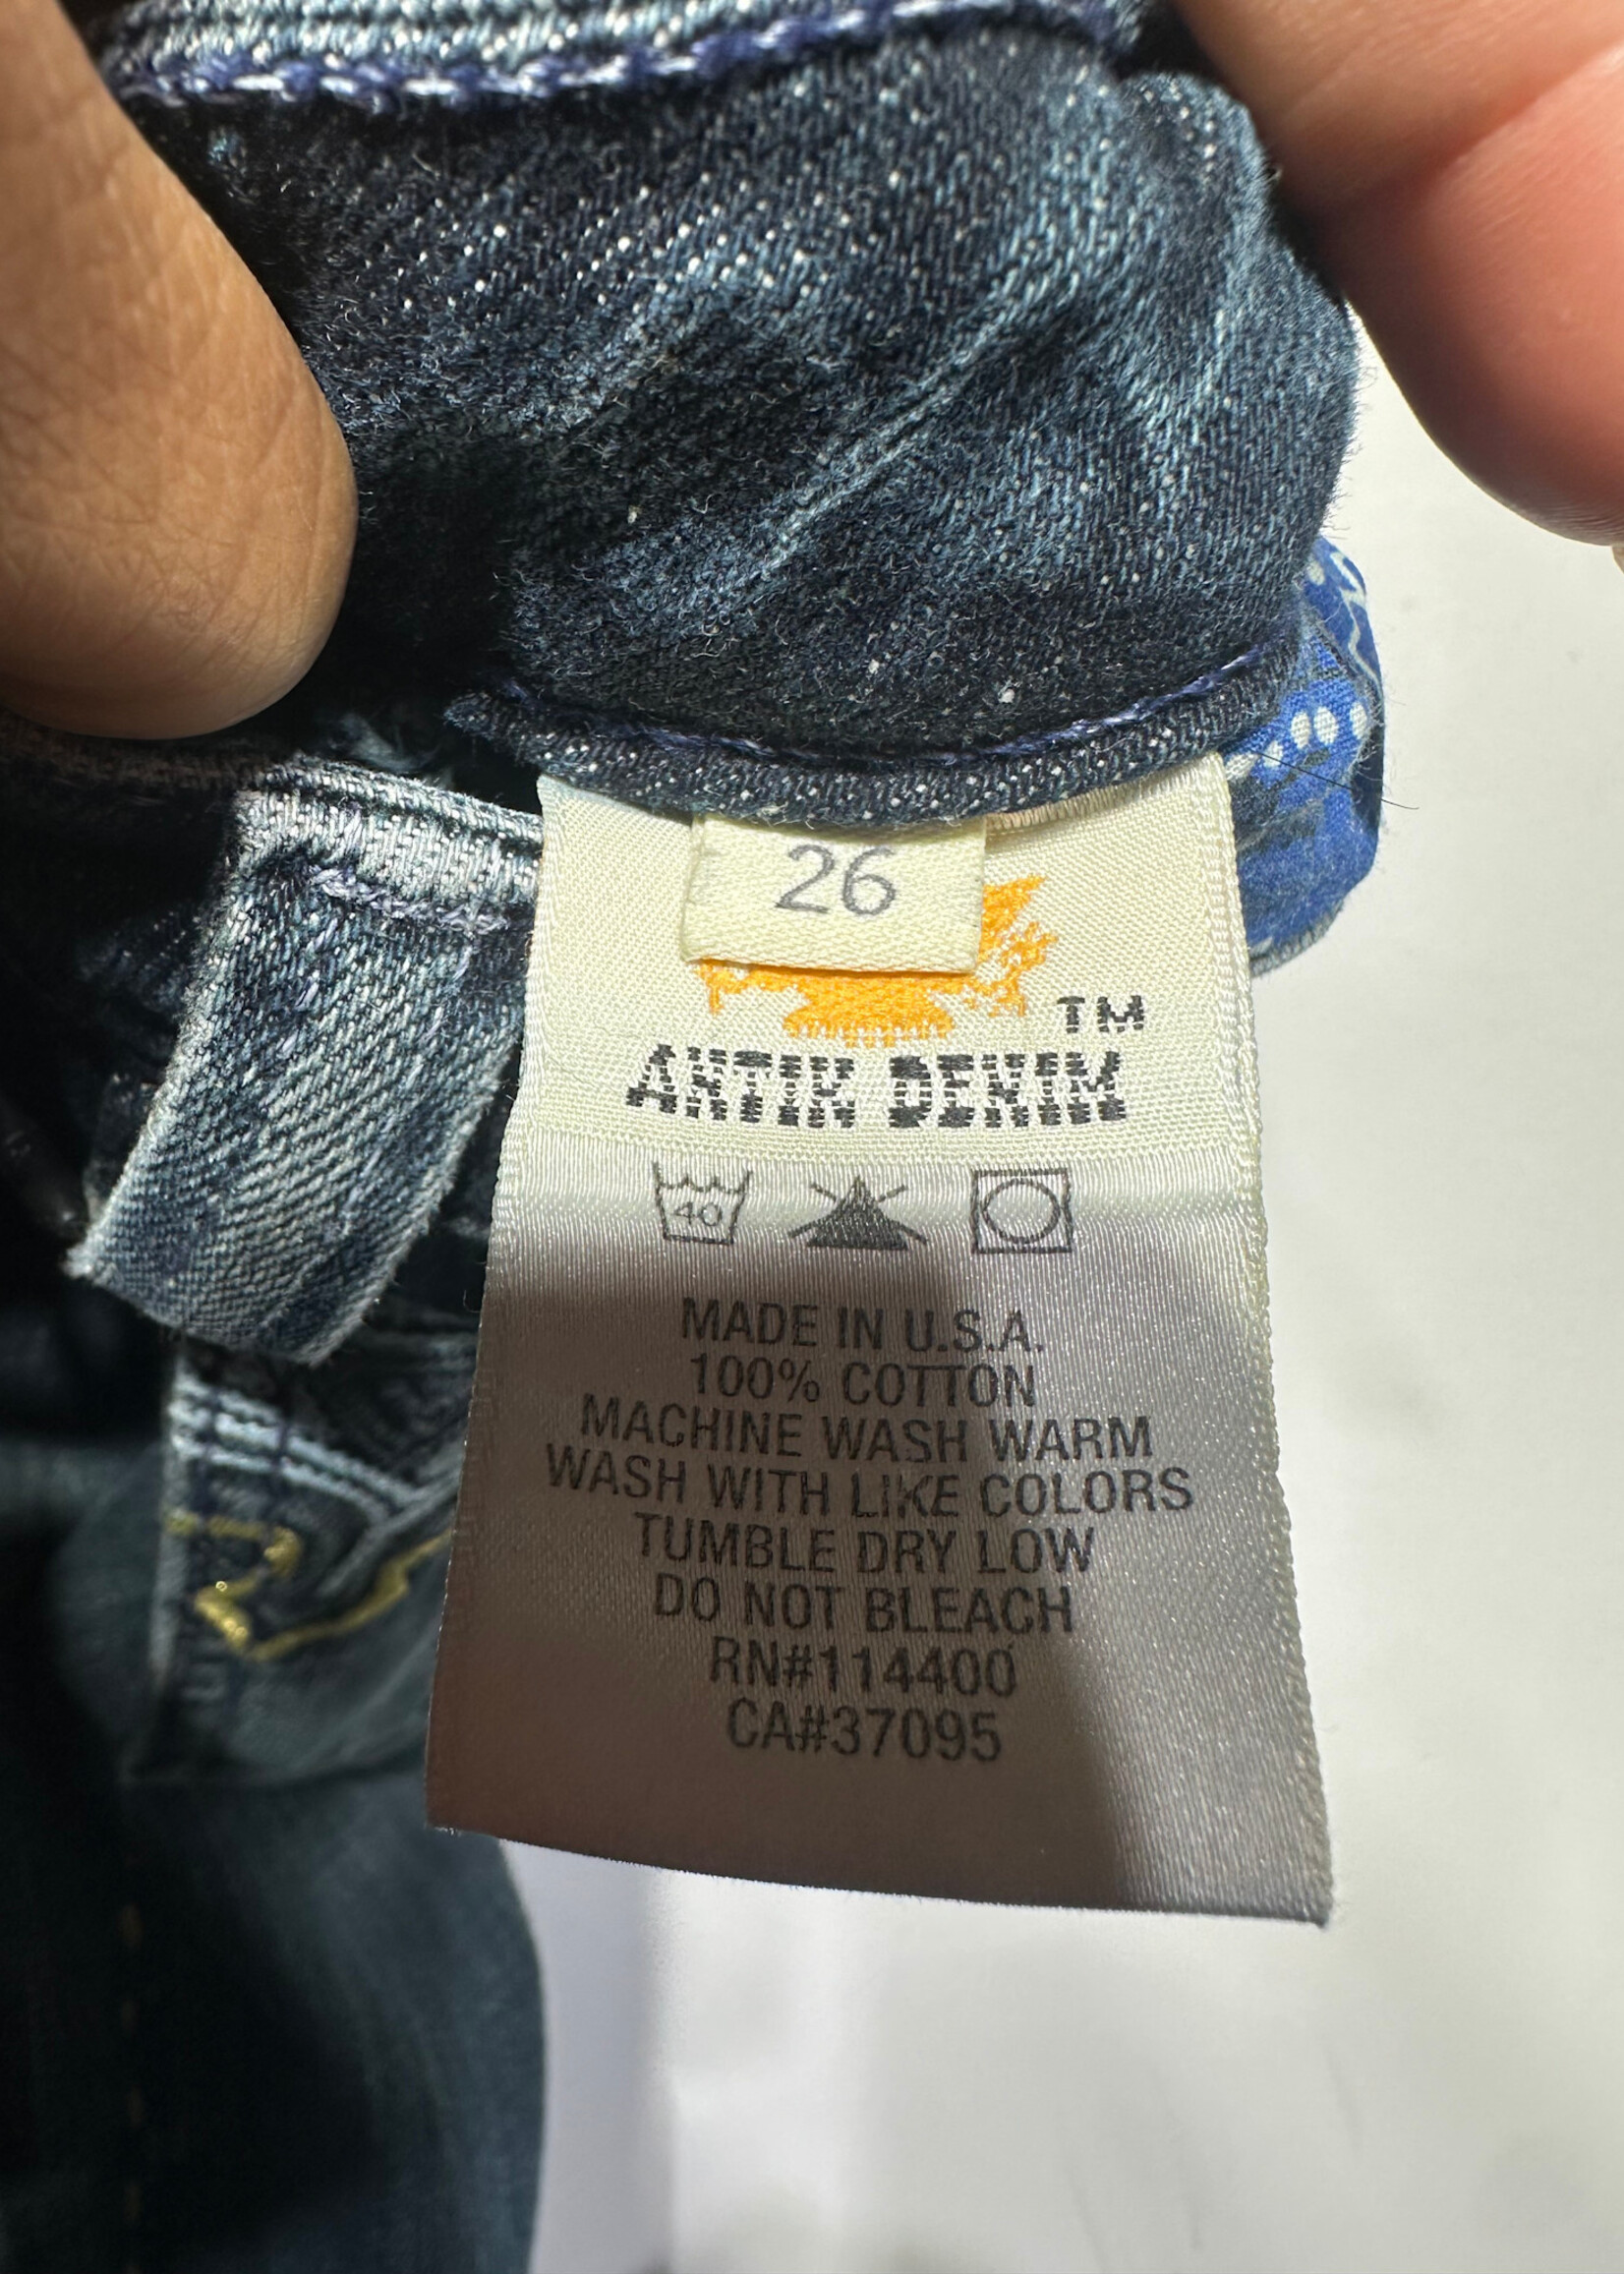 26
TM
ANTIK DENIM
40
MADE IN U.S.A.
100% COTTON
MACHINE WASH WARM
WASH WITH LIKE COLORS
TUMBLE DRY LOW
DO NOT BLEACH
RN#114400
CA#37095